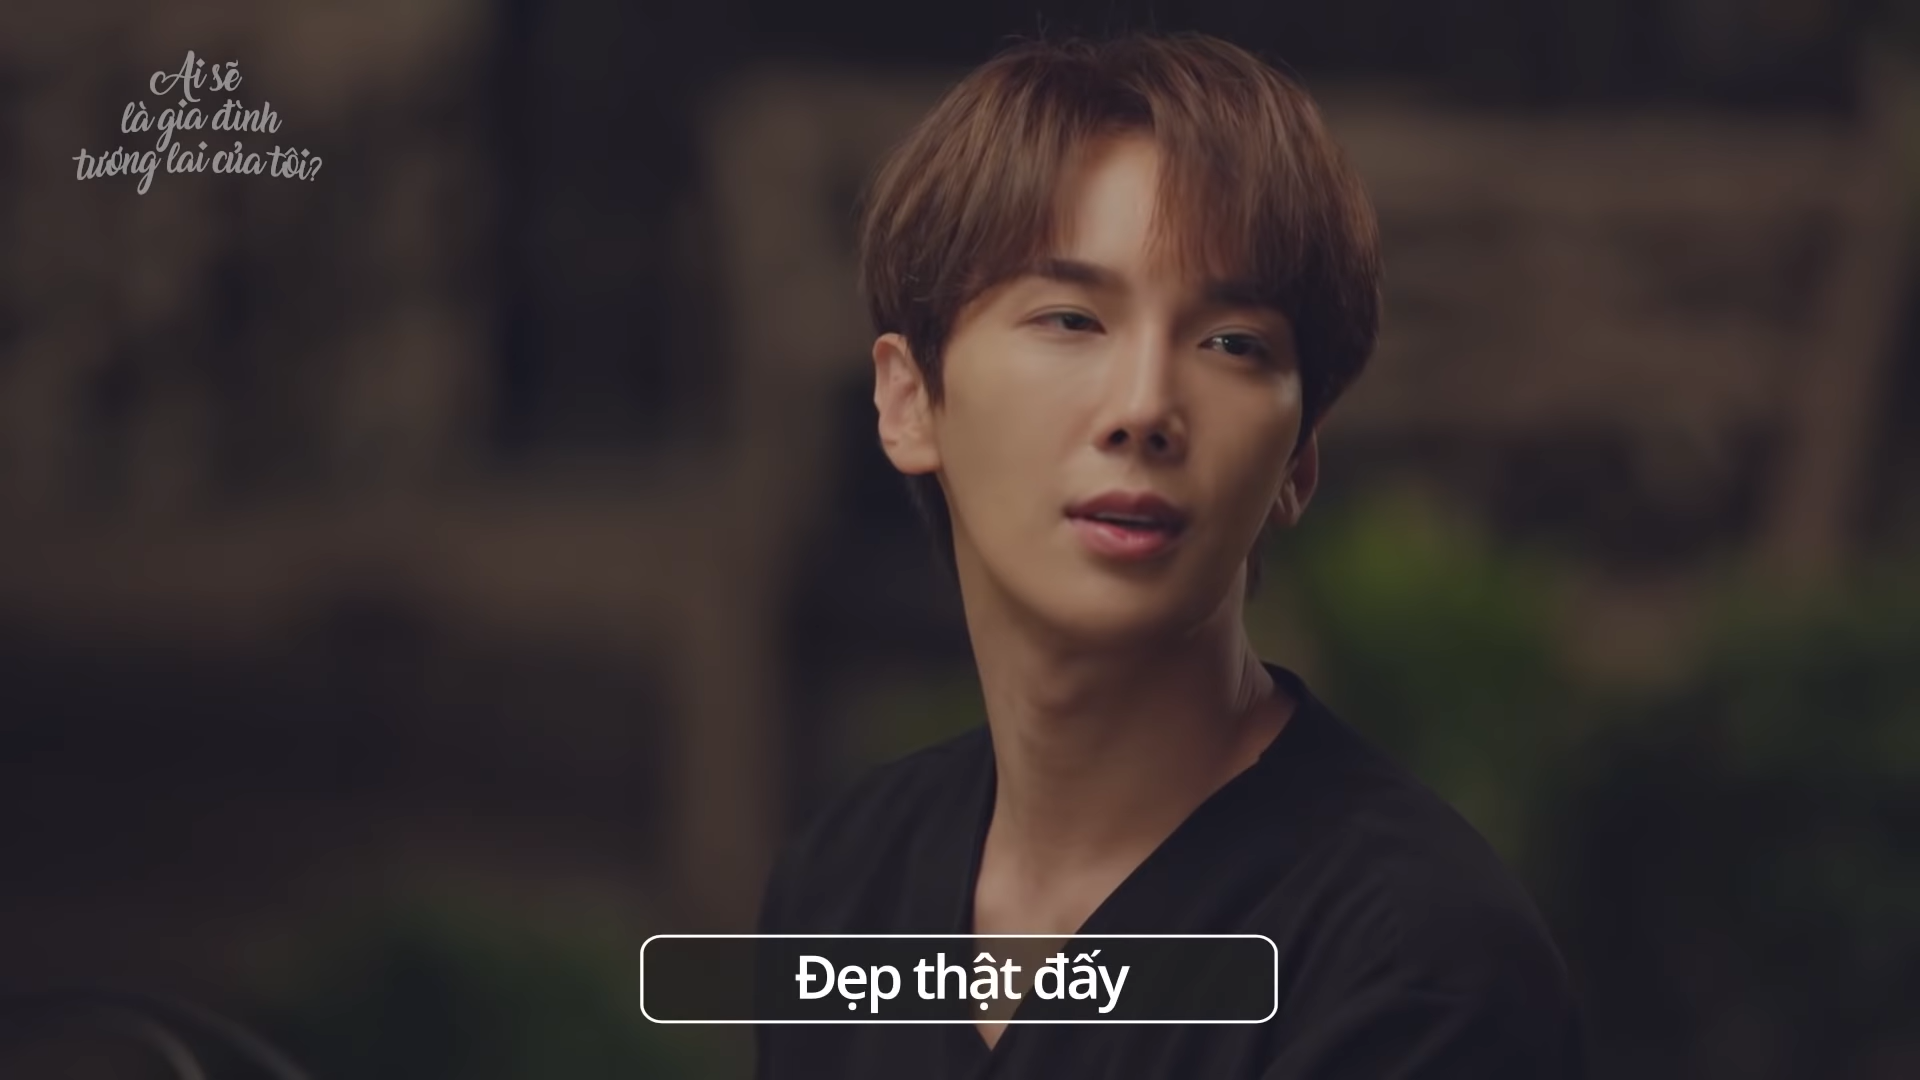 Ai sẽ
là gia đình
tương lai của tôi?
Đẹp thật đấy